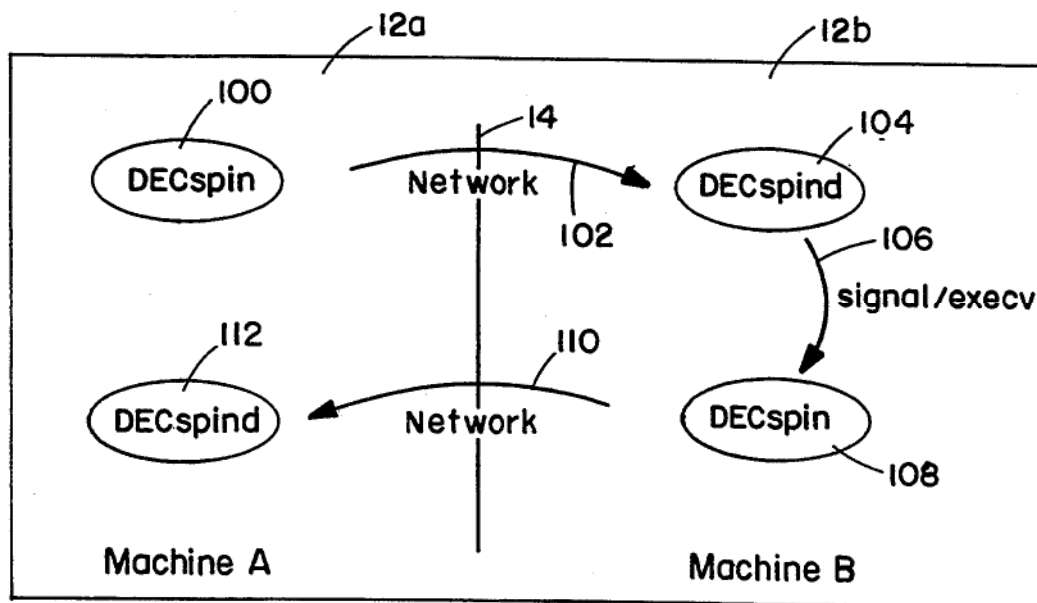 12a
12b
100
14
104
DECspin
Network
DECspind
102
106
signal/execv
112
110
DECspind
Network
DECspin
108
Machine A
Machine B